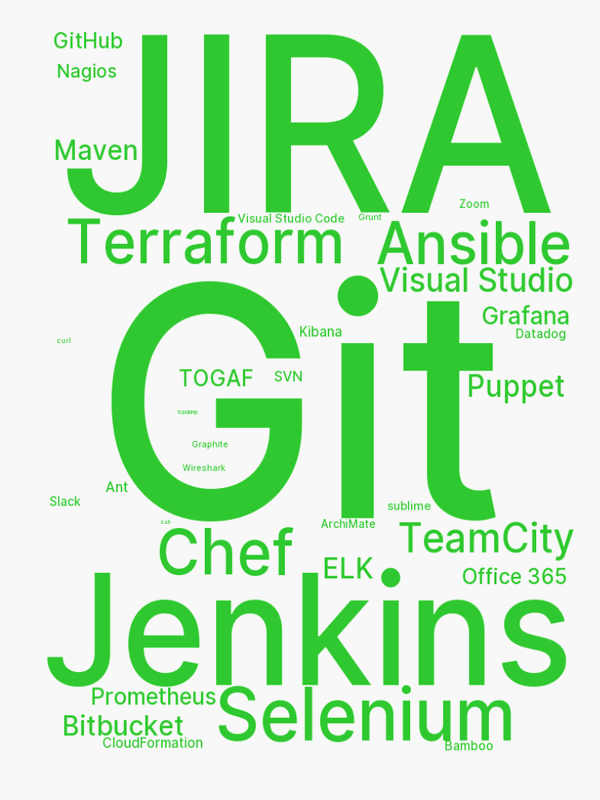 GitHub
JIRA
Nagios
Maven
Zoom
Visual Studio Code
Grunt
Terraform
Ansible
Visual Studio
Git
Grafana
Kibana
Datadog
curl
TOGAF
SVN
Puppet
tcpdump
Graphite
Wireshark
Ant
Slack
sublime
ssh
ArchiMate
TeamCity
Chef
ELK
Office 365
Jenkins
Prometheus
Selenium
Bitbucket
CloudFormation
Bamboo